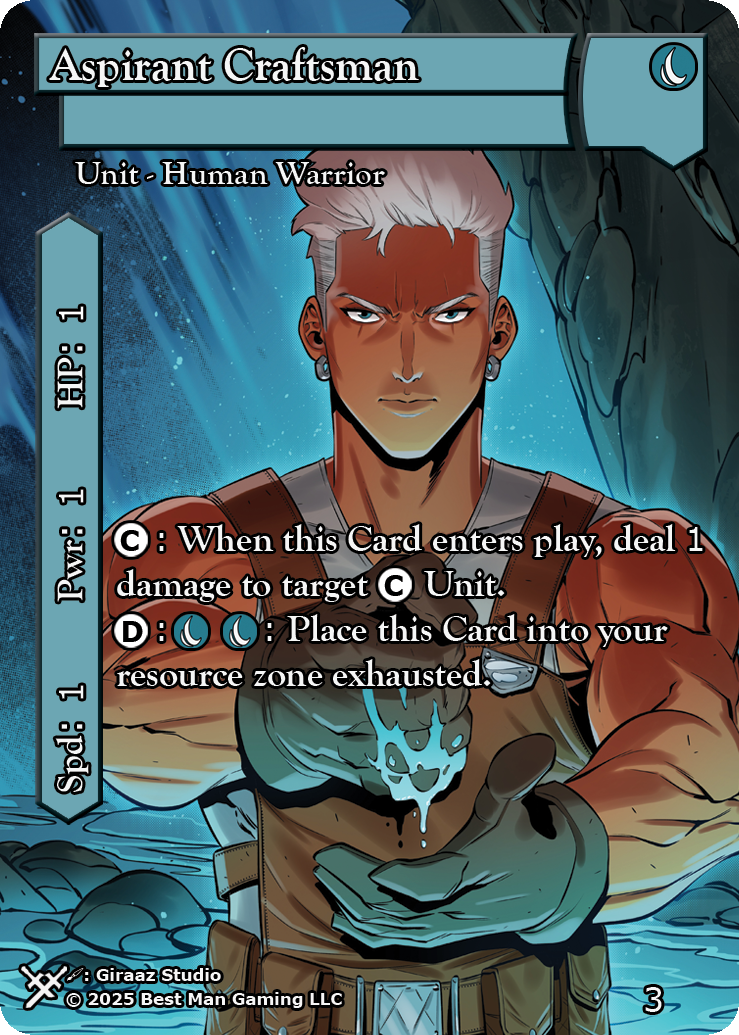 Aspirant Craftsman
Unit - Human Warrior
HP: 1
Pwr: 1
Spd: 1
C: When this Card enters play, deal 1
damage to target C Unit.
D: : Place this Card into your
resource zone exhausted.
: Giraaz Studio
© 2025 Best Man Gaming LLC
3